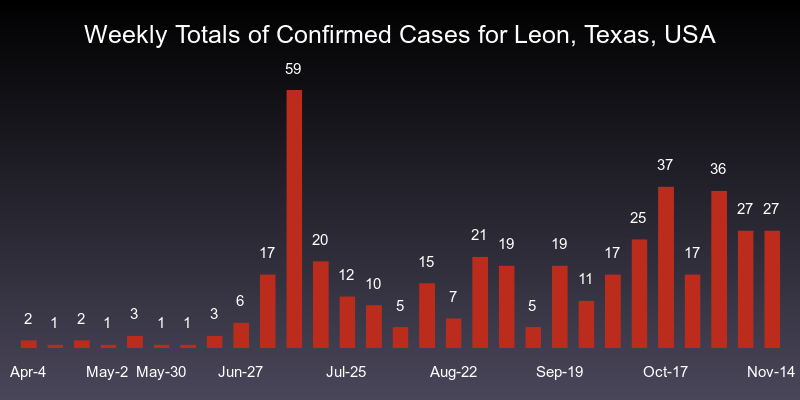 Weekly Totals of Confirmed Cases for Leon, Texas, USA
2 1 2 1 3 1 1 3 6 17 59 20 12 10 5 15 7 21 19 5 19 11 17 25 37 17 36 27 27
Apr-4 May-2 May-30 Jun-27 Jul-25 Aug-22 Sep-19 Oct-17 Nov-14